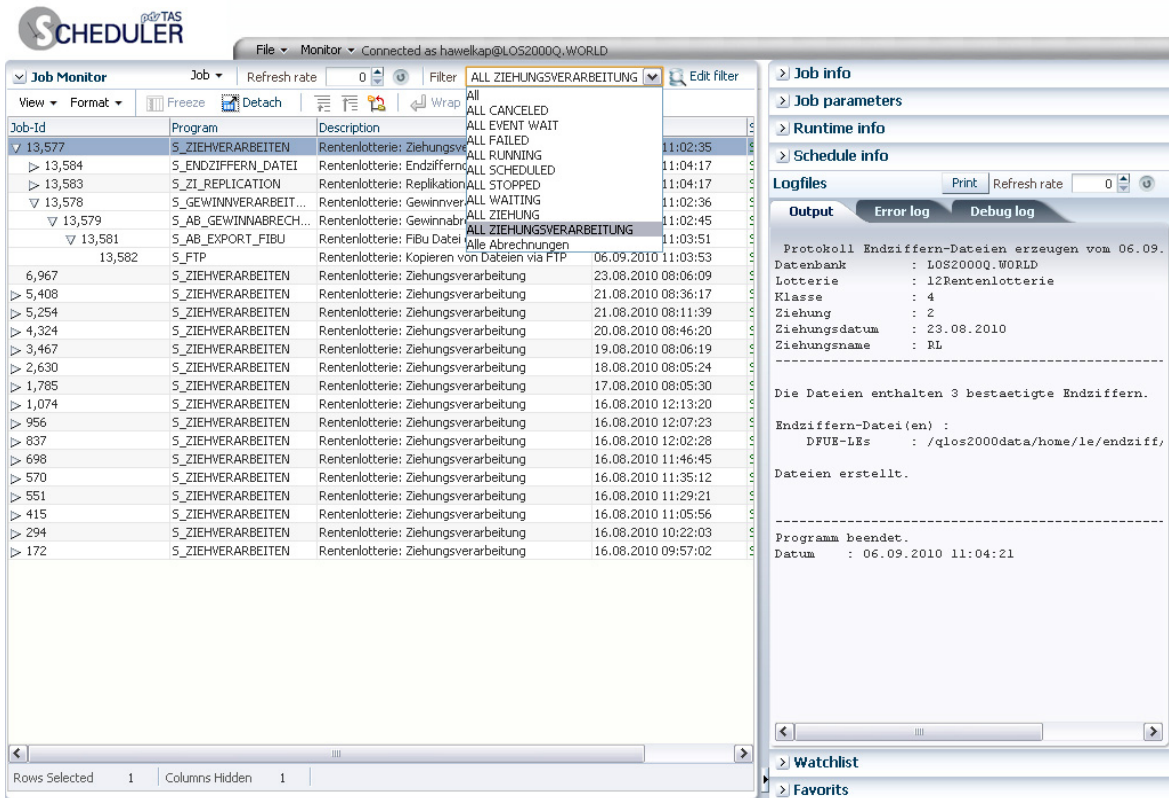 pdv TAS
SCHEDULER
File Monitor Connected as hawelkap@LOS2000Q.WORLD
Job Monitor Job Refresh rate 0 Filter ALL ZIEHUNGSVERARBEITUNG Edit filter
View Format Freeze Detach Wrap
All
ALL CANCELED
ALL EVENT WAIT
ALL FAILED
ALL RUNNING
ALL SCHEDULED
ALL STOPPED
ALL WAITING
ALL ZIEHUNG
ALL ZIEHUNGSVERARBEITUNG
Alle Abrechnungen
Job-Id Program Description
13,577 S_ZIEHVERARBEITEN Rentenlotterie: 11:02:35
13,584 S_ENDZIFFERN_DATEI Rentenlotterie: 11:04:17
13,583 S_ZI_REPLICATION Rentenlotterie: Replikation 11:04:17
13,578 S_GEWINNVERARBEIT... Rentenlotterie: 11:02:36
13,579 S_AB_GEWINNABRECH... Rentenlotterie: 11:02:45
13,581 S_AB_EXPORT_FIBU Rentenlotterie: FiBu Datei 11:03:51
13,582 S_FTP Rentenlotterie: Kopieren von Dateien via FTP 06.09.2010 11:03:53
6,967 S_ZIEHVERARBEITEN Rentenlotterie: Ziehungsverarbeitung 23.08.2010 08:06:09
5,408 S_ZIEHVERARBEITEN Rentenlotterie: Ziehungsverarbeitung 21.08.2010 08:36:17
5,254 S_ZIEHVERARBEITEN Rentenlotterie: Ziehungsverarbeitung 21.08.2010 08:11:39
4,324 S_ZIEHVERARBEITEN Rentenlotterie: Ziehungsverarbeitung 20.08.2010 08:46:20
3,467 S_ZIEHVERARBEITEN Rentenlotterie: Ziehungsverarbeitung 19.08.2010 08:06:19
2,630 S_ZIEHVERARBEITEN Rentenlotterie: Ziehungsverarbeitung 18.08.2010 08:05:24
1,785 S_ZIEHVERARBEITEN Rentenlotterie: Ziehungsverarbeitung 17.08.2010 08:05:30
1,074 S_ZIEHVERARBEITEN Rentenlotterie: Ziehungsverarbeitung 16.08.2010 12:13:20
956 S_ZIEHVERARBEITEN Rentenlotterie: Ziehungsverarbeitung 16.08.2010 12:07:23
837 S_ZIEHVERARBEITEN Rentenlotterie: Ziehungsverarbeitung 16.08.2010 12:02:28
698 S_ZIEHVERARBEITEN Rentenlotterie: Ziehungsverarbeitung 16.08.2010 11:46:45
570 S_ZIEHVERARBEITEN Rentenlotterie: Ziehungsverarbeitung 16.08.2010 11:35:12
551 S_ZIEHVERARBEITEN Rentenlotterie: Ziehungsverarbeitung 16.08.2010 11:29:21
415 S_ZIEHVERARBEITEN Rentenlotterie: Ziehungsverarbeitung 16.08.2010 11:05:56
294 S_ZIEHVERARBEITEN Rentenlotterie: Ziehungsverarbeitung 16.08.2010 10:22:03
172 S_ZIEHVERARBEITEN Rentenlotterie: Ziehungsverarbeitung 16.08.2010 09:57:02
Rows Selected 1 Columns Hidden 1
Job info
Job parameters
Runtime info
Schedule info
Logfiles Print Refresh rate 0
Output Error log Debug log
Protokoll Endziffern-Dateien erzeugen vom 06.09.
Datenbank : LOS2000Q.WORLD
Lotterie : 12Rentenlotterie
Klasse : 4
Ziehung : 2
Ziehungsdatum : 23.08.2010
Ziehungsname : RL
Die Dateien enthalten 3 bestaetigte Endziffern.
Endziffern-Datei(en) :
DFUE-LEs : /qlos2000data/home/le/endziff/
Dateien erstellt.
Programm beendet.
Datum : 06.09.2010 11:04:21
Watchlist
Favorits